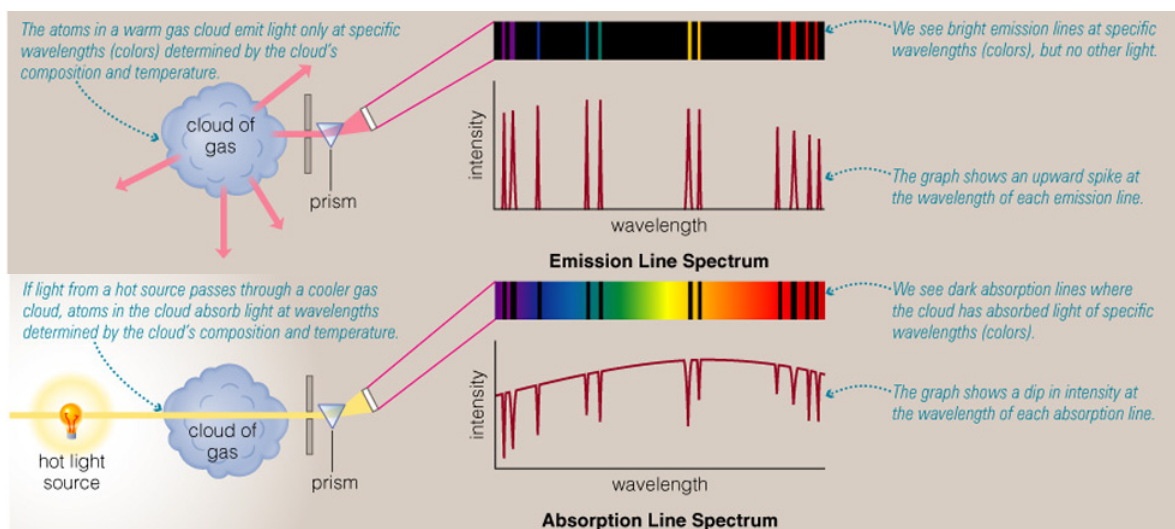 The atoms in a warm gas cloud emit light only at specific
wavelengths (colors) determined by the cloud's
composition and temperature.
cloud of
gas
prism
intensity
wavelength
Emission Line Spectrum
We see bright emission lines at specific
wavelengths (colors), but no other light.
The graph shows an upward spike at
the wavelength of each emission line.
If light from a hot source passes through a cooler gas
cloud, atoms in the cloud absorb light at wavelengths
determined by the cloud's composition and temperature.
hot light
source
cloud of
gas
prism
intensity
wavelength
Absorption Line Spectrum
We see dark absorption lines where
the cloud has absorbed light of specific
wavelengths (colors).
The graph shows a dip in intensity at
the wavelength of each absorption line.